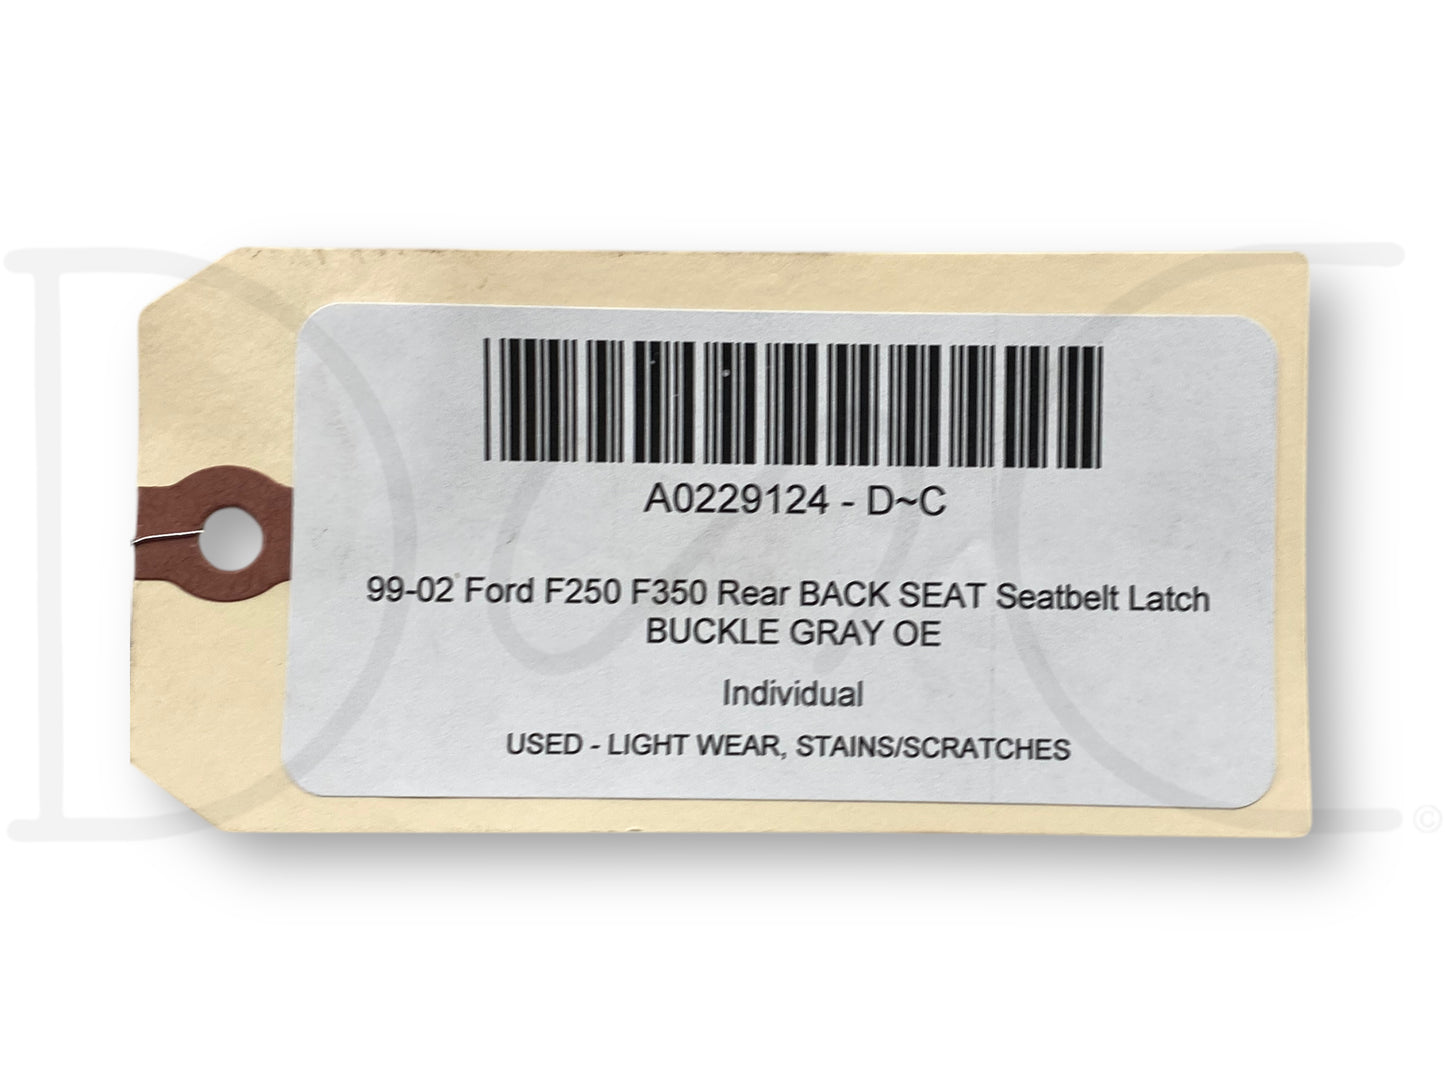 A0229124 - D~C
99-02 Ford F250 F350 Rear BACK SEAT Seatbelt Latch
BUCKLE GRAY OE
Individual
USED - LIGHT WEAR, STAINS/SCRATCHES
D
C
©